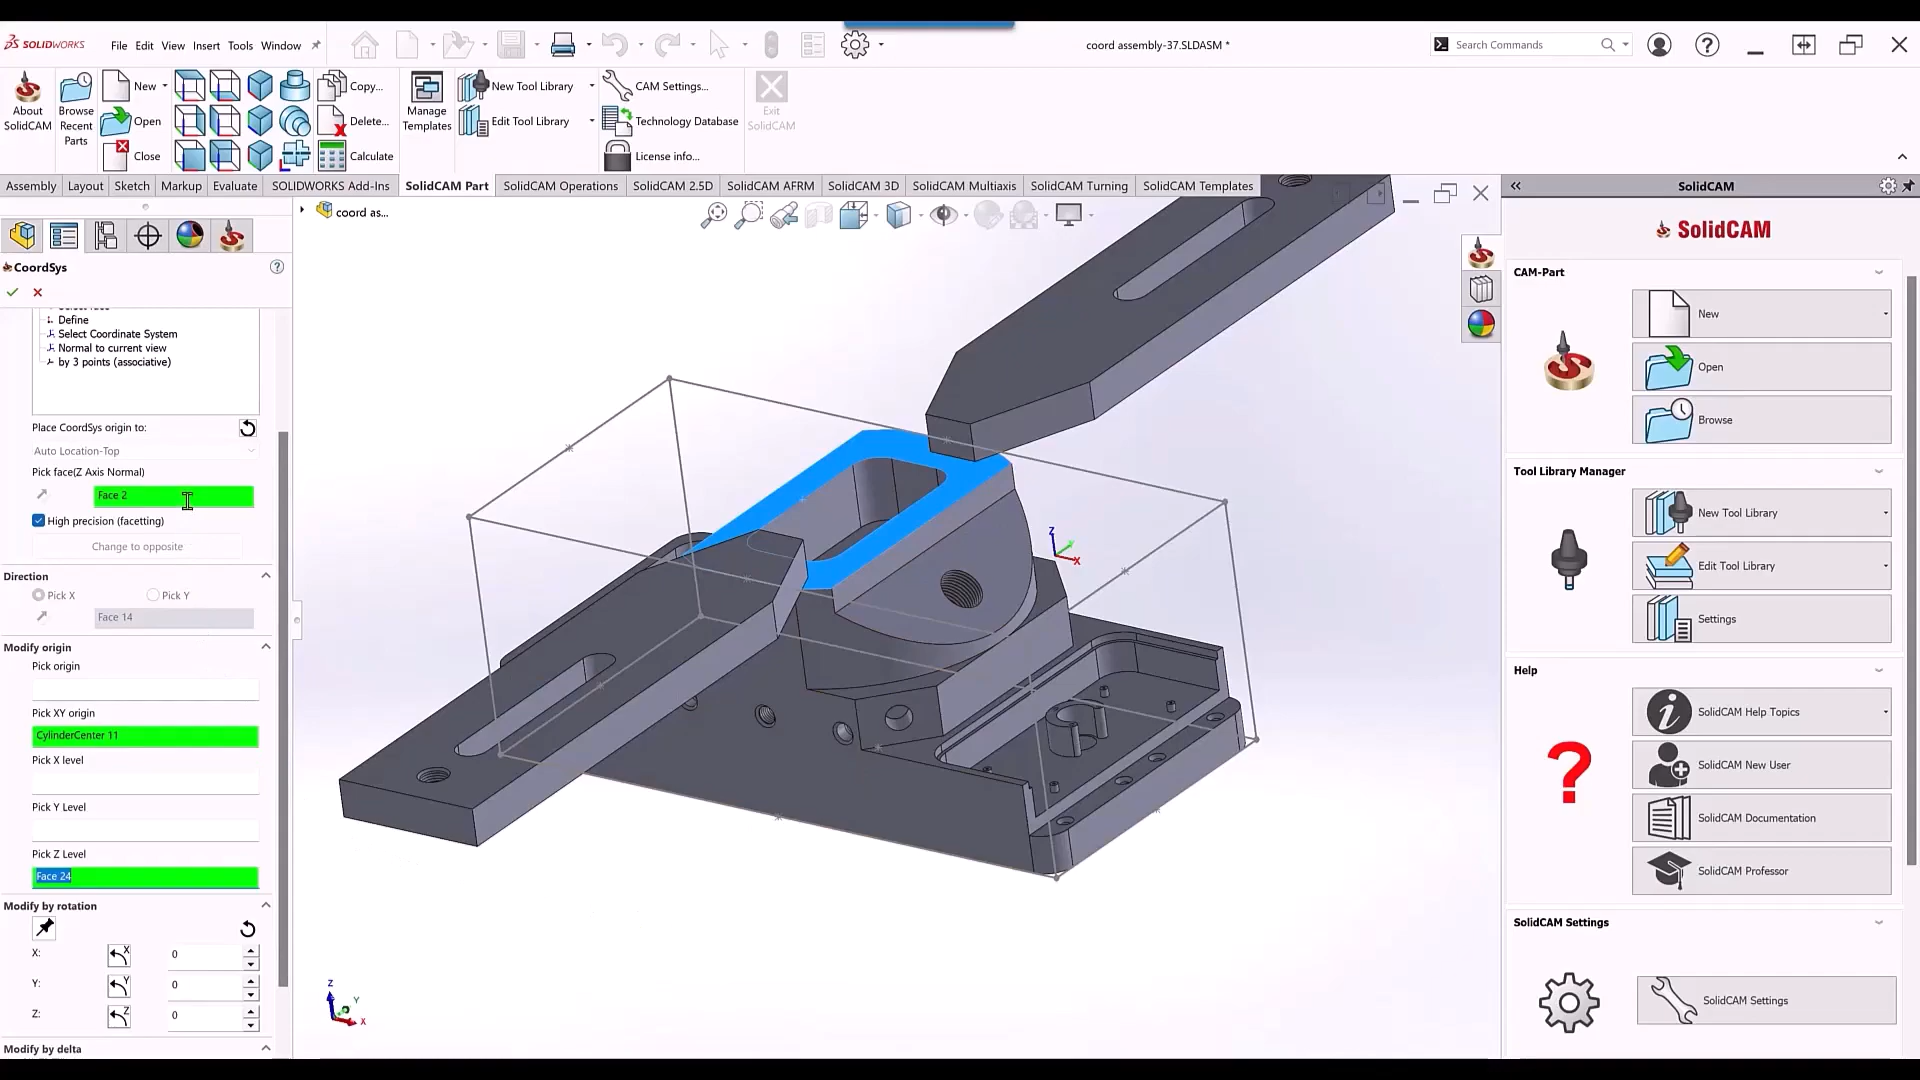 SOLIDWORKS File Edit View Insert Tools Window
coord assembly-37.SLDASM *
Search Commands
About SolidCAM
Browse Recent Parts
New
Open
Close
Copy...
Delete...
Calculate
Manage Templates
New Tool Library
Edit Tool Library
CAM Settings...
Technology Database
License info...
Exit SolidCAM
Assembly Layout Sketch Markup Evaluate SOLIDWORKS Add-Ins SolidCAM Part SolidCAM Operations SolidCAM 2.5D SolidCAM AFRM SolidCAM 3D SolidCAM Multiaxis SolidCAM Turning SolidCAM Templates
coord as...
CoordSys
Define
Select Coordinate System
Normal to current view
by 3 points (associative)
Place CoordSys origin to:
Auto Location-Top
Pick face(Z Axis Normal)
Face 2
High precision (facetting)
Change to opposite
Direction
Pick X Pick Y
Face 14
Modify origin
Pick origin
Pick XY origin
CylinderCenter 11
Pick X level
Pick Y Level
Pick Z Level
Face 24
Modify by rotation
X: X 0
Y: Y 0
Z: Z 0
Modify by delta
Z
X
Z
Y
X
SolidCAM
SolidCAM
CAM-Part
New
Open
Browse
Tool Library Manager
New Tool Library
Edit Tool Library
Settings
Help
SolidCAM Help Topics
SolidCAM New User
SolidCAM Documentation
SolidCAM Professor
SolidCAM Settings
SolidCAM Settings